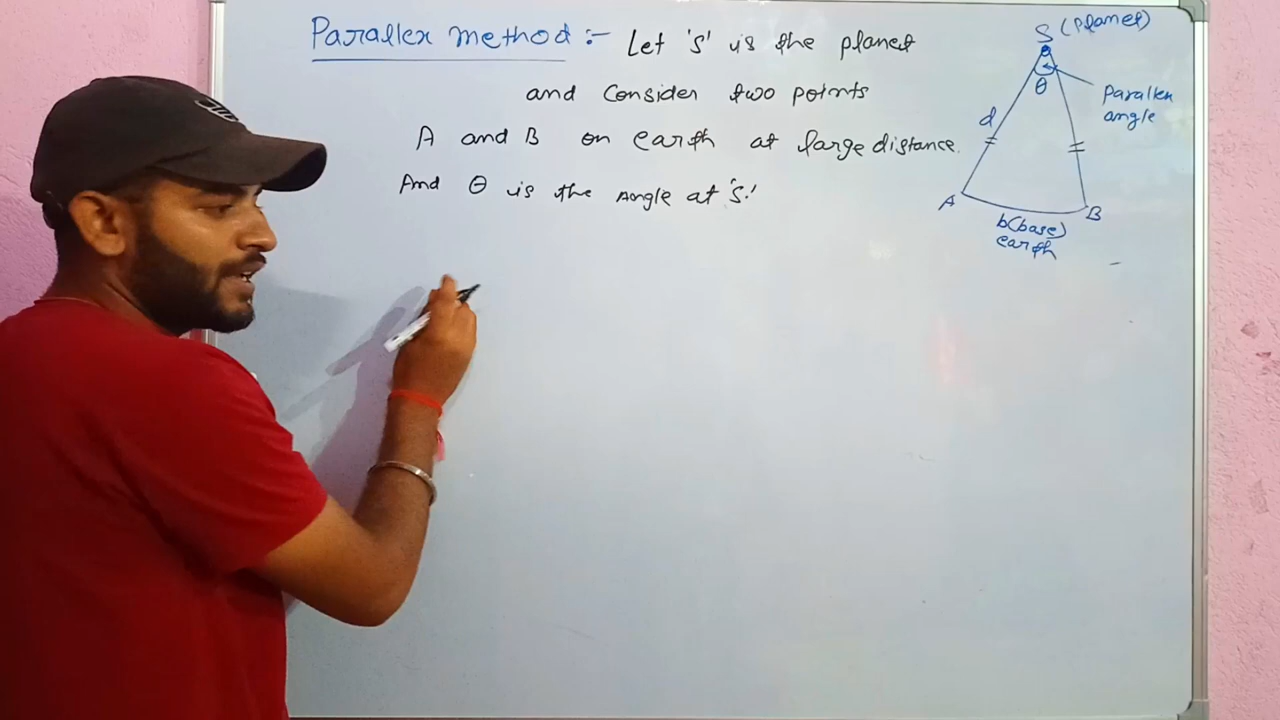 Parallex method :- Let 's' is the planet
and Consider two points
A and B on earth at large distance.
And θ is the Angle at 's'
S (Planet)
θ
Parallex
angle
d
A
B
b(base)
earth